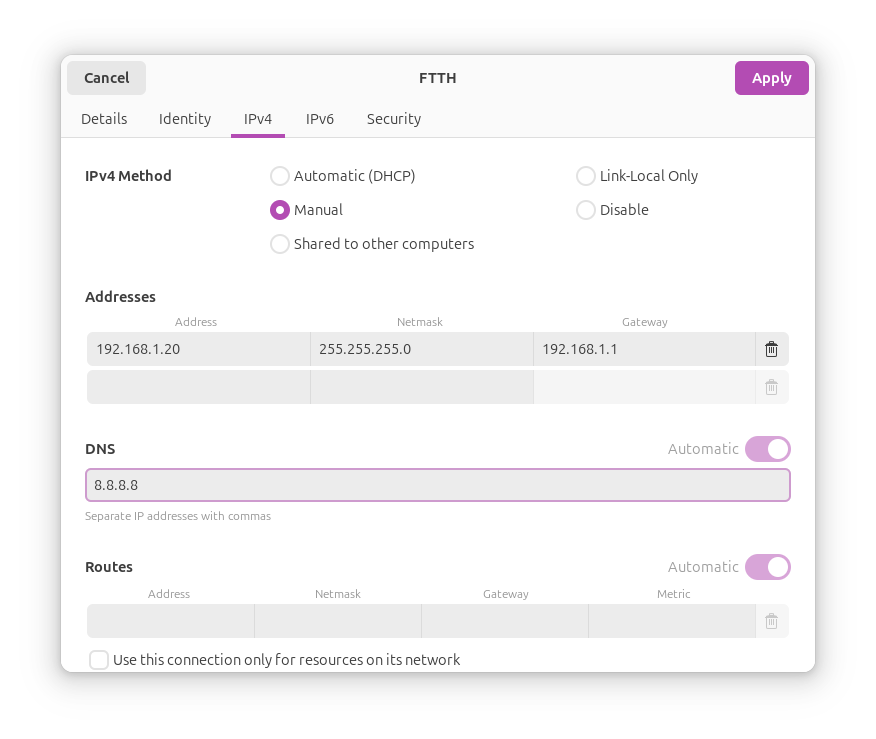 Cancel FTTH Apply
Details Identity IPv4 IPv6 Security
IPv4 Method Automatic (DHCP) Link-Local Only
Manual Disable
Shared to other computers
Addresses
Address Netmask Gateway
192.168.1.20 255.255.255.0 192.168.1.1
DNS Automatic
8.8.8.8
Separate IP addresses with commas
Routes Automatic
Address Netmask Gateway Metric
Use this connection only for resources on its network